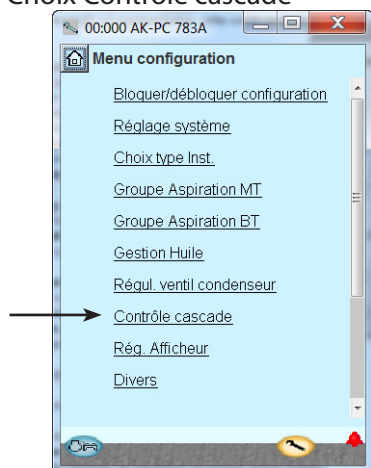 Choix Contrôle cascade
00:000 AK-PC 783A
Menu configuration
Bloquer/débloquer configuration
Réglage système
Choix type Inst.
Groupe Aspiration MT
Groupe Aspiration BT
Gestion Huile
Régul. ventil condenseur
Contrôle cascade
Rég. Afficheur
Divers